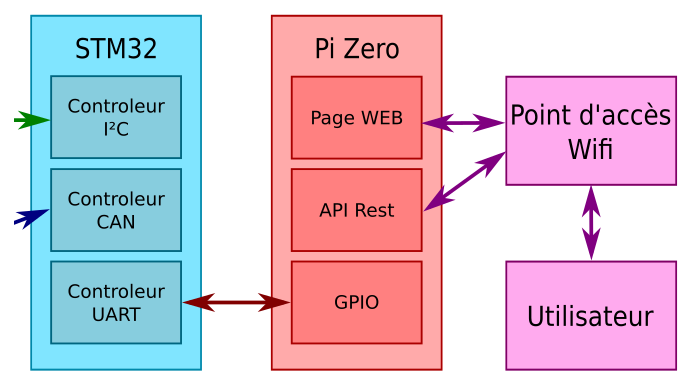 STM32
Controleur
I²C
Controleur
CAN
Controleur
UART
Pi Zero
Page WEB
API Rest
GPIO
Point d'accès
Wifi
Utilisateur